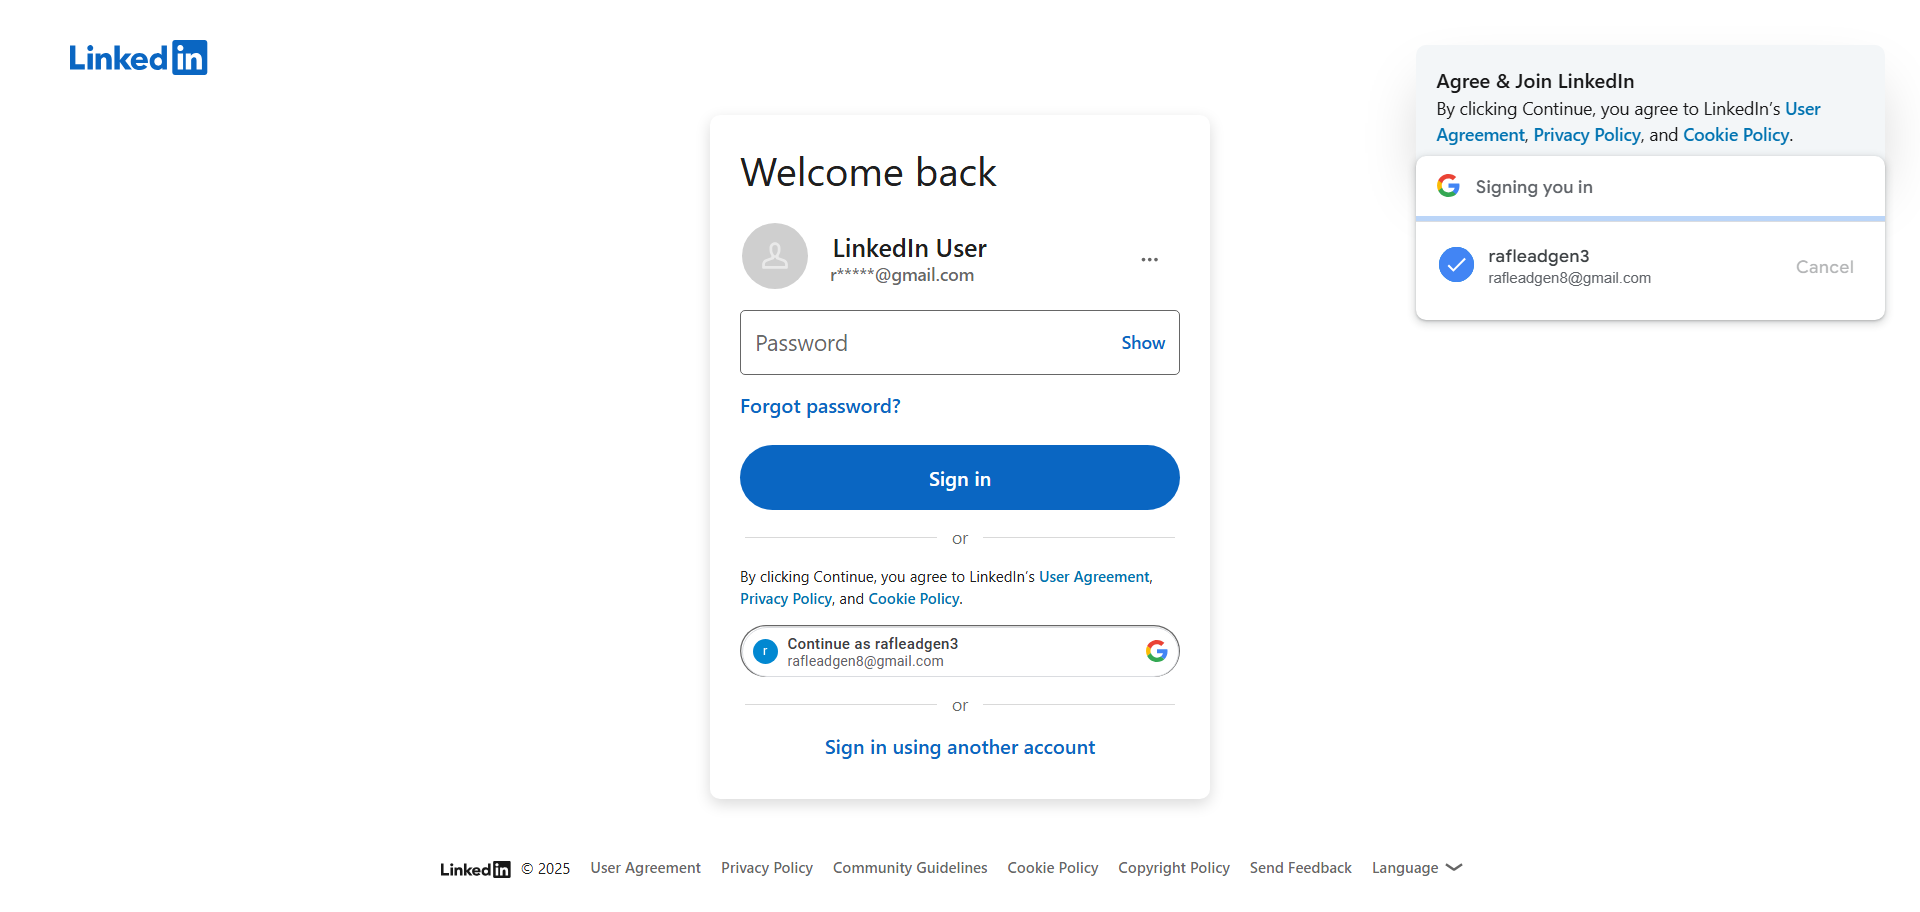 LinkedIn
Agree & Join LinkedIn
By clicking Continue, you agree to LinkedIn’s User
Agreement, Privacy Policy, and Cookie Policy.
Signing you in
rafleadgen3
rafleadgen8@gmail.com
Cancel
Welcome back
LinkedIn User
r*****@gmail.com
Password
Show
Forgot password?
Sign in
or
By clicking Continue, you agree to LinkedIn’s User Agreement,
Privacy Policy, and Cookie Policy.
r
Continue as rafleadgen3
rafleadgen8@gmail.com
or
Sign in using another account
LinkedIn © 2025 User Agreement Privacy Policy Community Guidelines Cookie Policy Copyright Policy Send Feedback Language